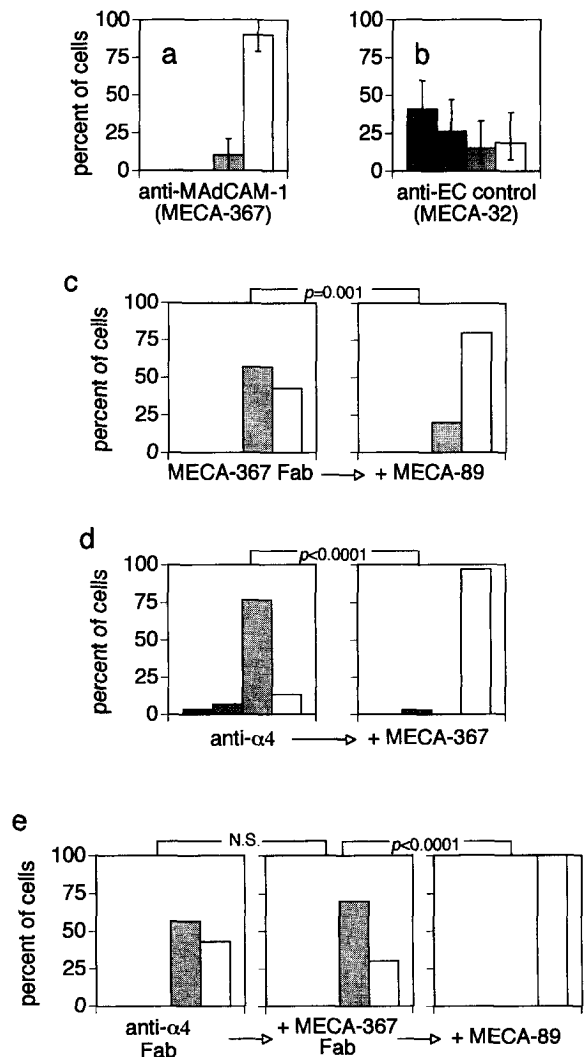 a
b
percent of cells
100
75
50
25
0
100
75
50
25
0
anti-MAdCAM-1
(MECA-367)
anti-EC control
(MECA-32)
c
p=0.001
percent of cells
100
75
50
25
0
MECA-367 Fab
+ MECA-89
d
p<0.0001
percent of cells
100
75
50
25
0
anti-α4
+ MECA-367
e
N.S.
p<0.0001
percent of cells
100
75
50
25
0
anti-α4
Fab
+ MECA-367
Fab
+ MECA-89